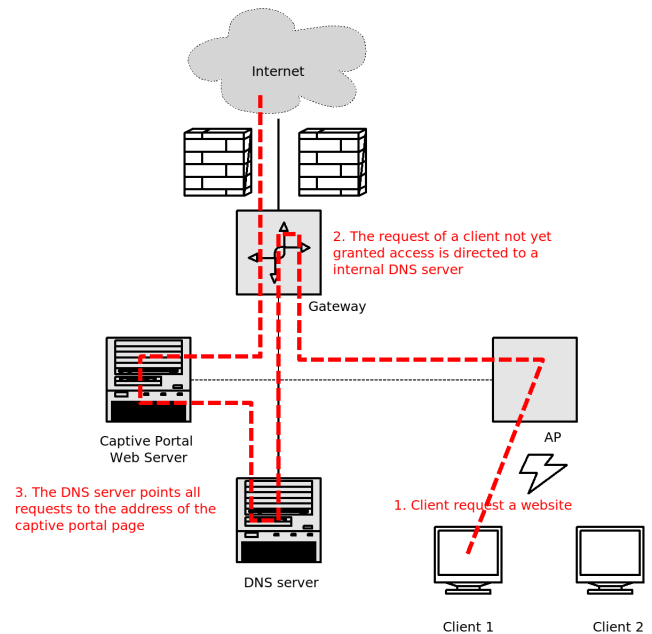 Internet
2. The request of a client not yet
granted access is directed to a
internal DNS server
Gateway
Captive Portal
Web Server
AP
3. The DNS server points all
requests to the address of the
captive portal page
1. Client request a website
DNS server
Client 1
Client 2